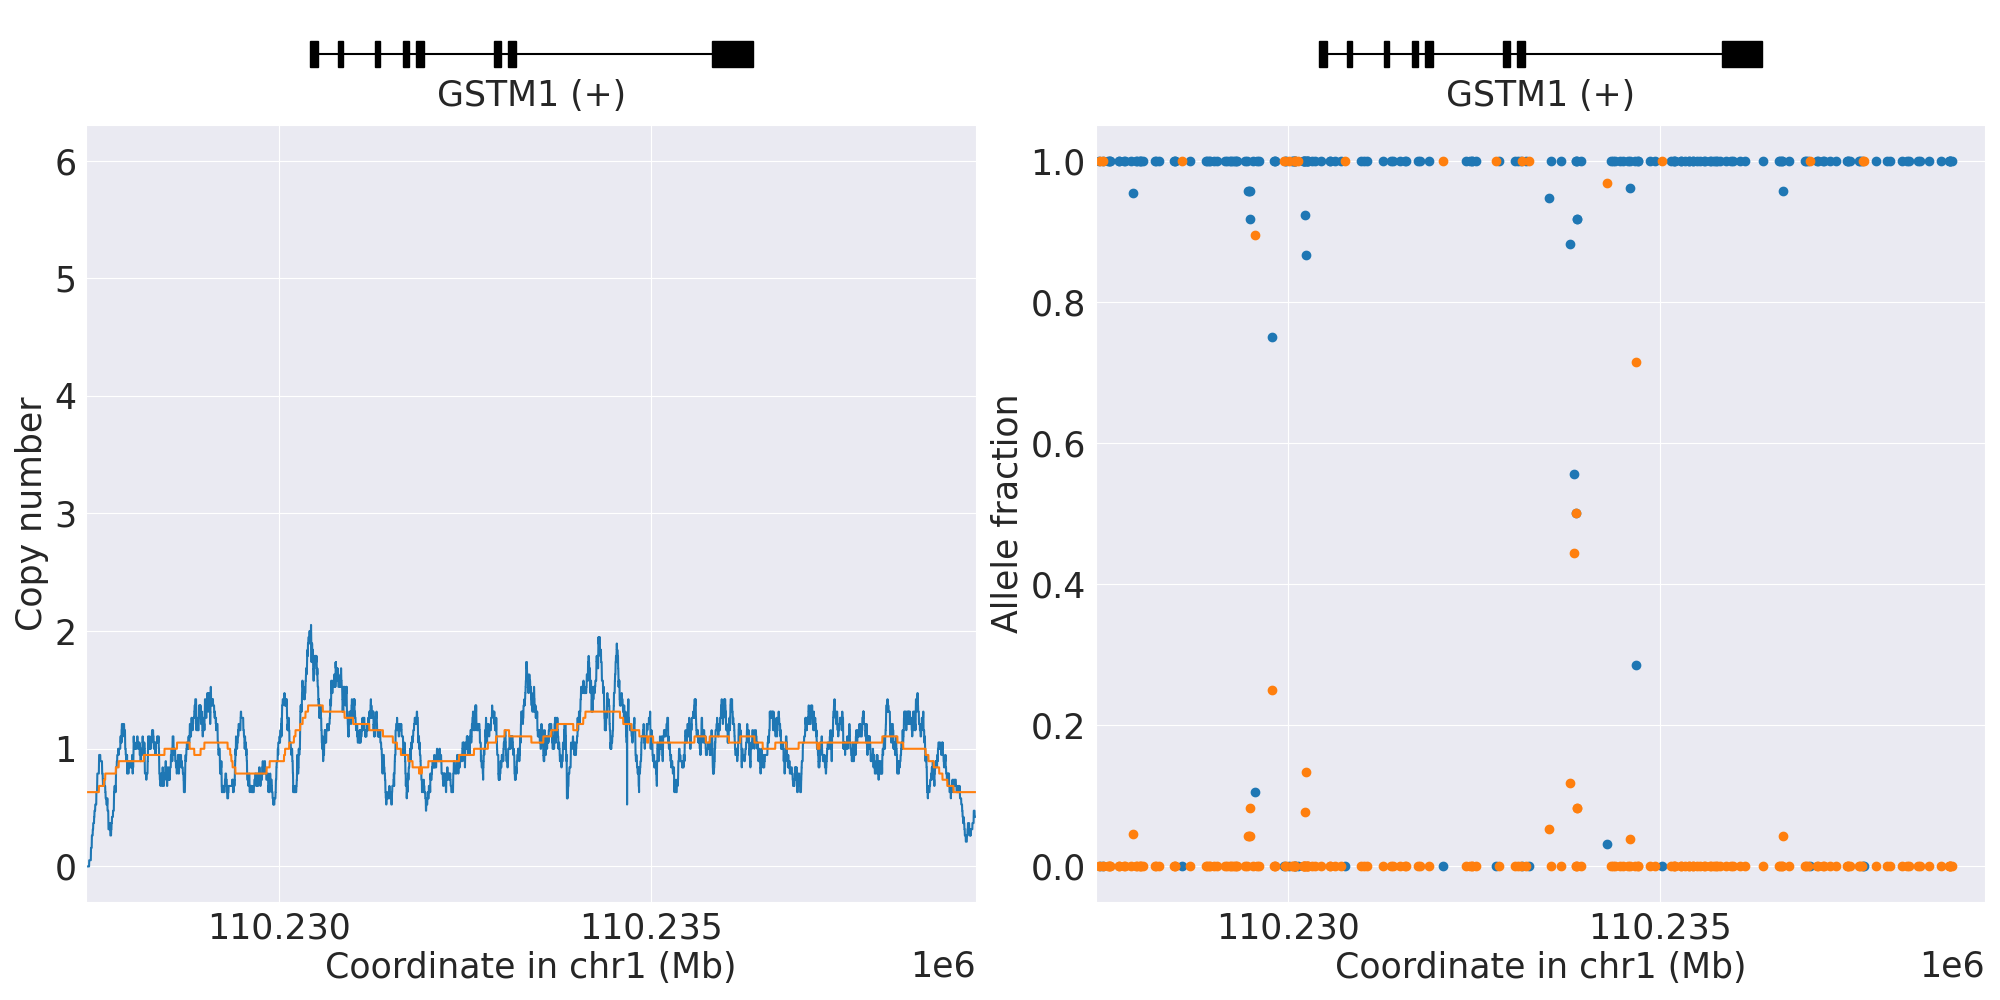 GSTM1 (+)
6
5
4
3
2
1
0
Copy number
110.230
110.235
Coordinate in chr1 (Mb)
1e6
GSTM1 (+)
1.0
0.8
0.6
0.4
0.2
0.0
Allele fraction
110.230
110.235
Coordinate in chr1 (Mb)
1e6